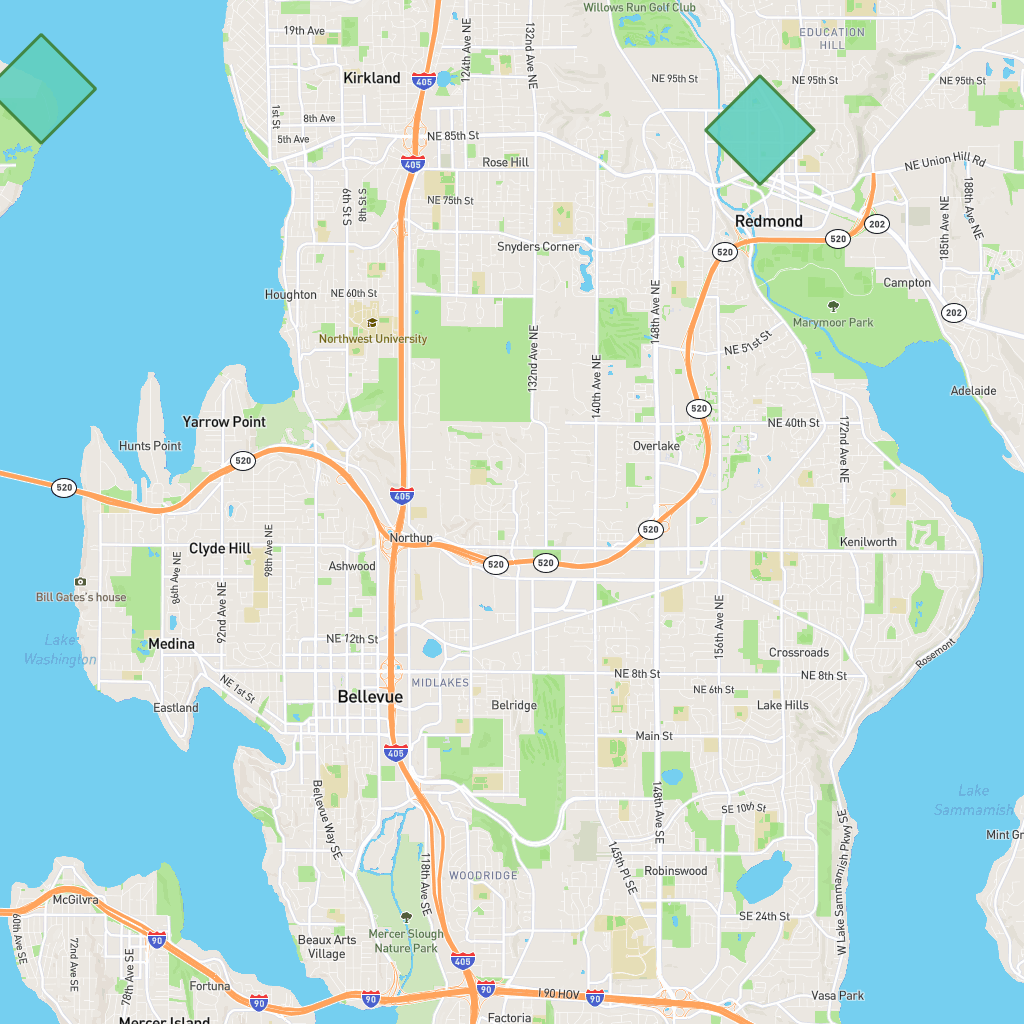 Willows Run Golf Club
19th Ave
124th Ave NE
132nd Ave NE
EDUCATION
HILL
Kirkland
405
NE 95th St
NE 95th St
NE 95th St
1st St
8th Ave
5th Ave
NE 85th St
405
Rose Hill
NE Union Hill Rd
6th St S
8th St S
NE 75th St
185th Ave NE
188th Ave NE
Redmond
202
520
520
Snyders Corner
Houghton
NE 60th St
148th Ave NE
Campton
202
Northwest University
Marymoor Park
NE 51st St
132nd Ave NE
140th Ave NE
Adelaide
Yarrow Point
520
NE 40th St
172nd Ave NE
Hunts Point
Overlake
520
520
405
520
Northup
Clyde Hill
98th Ave NE
86th Ave NE
Ashwood
520
520
Kenilworth
Bill Gates's house
92nd Ave NE
156th Ave NE
Lake
Washington
Medina
NE 12th St
Crossroads
Rosemont
NE 8th St
NE 8th St
NE 1st St
MIDLAKES
NE 6th St
Bellevue
Eastland
Belridge
Lake Hills
Main St
405
Bellevue Way SE
148th Ave SE
SE 10th St
Lake
Sammamish
W Lake Sammamish Pkwy SE
Mint Gr
118th Ave SE
145th Pl SE
WOODRIDGE
Robinswood
McGilvra
60th Ave SE
SE 24th St
72nd Ave SE
78th Ave SE
90
Beaux Arts
Village
Mercer Slough
Nature Park
405
Fortuna
90
90
90
I 90 HOV
90
Vasa Park
Factoria
Mercer Island